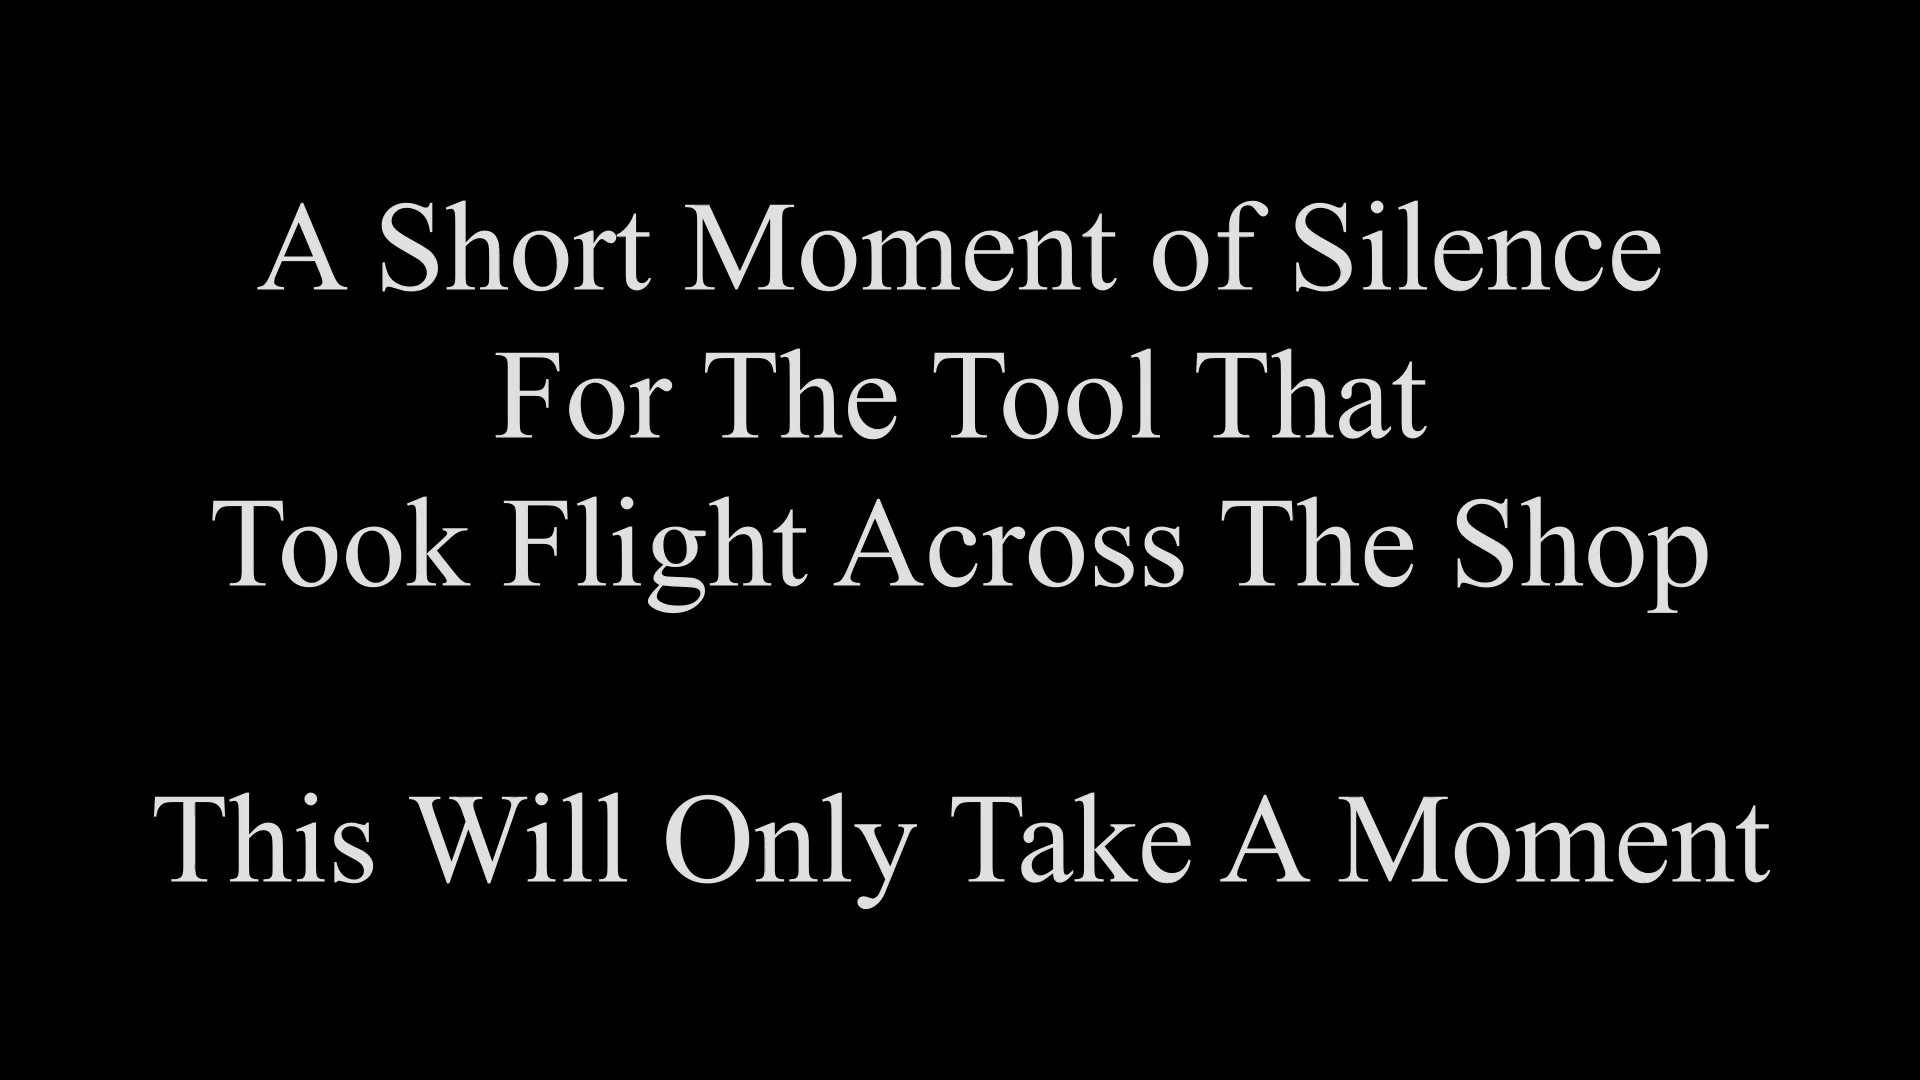 A Short Moment of Silence
For The Tool That
Took Flight Across The Shop
This Will Only Take A Moment